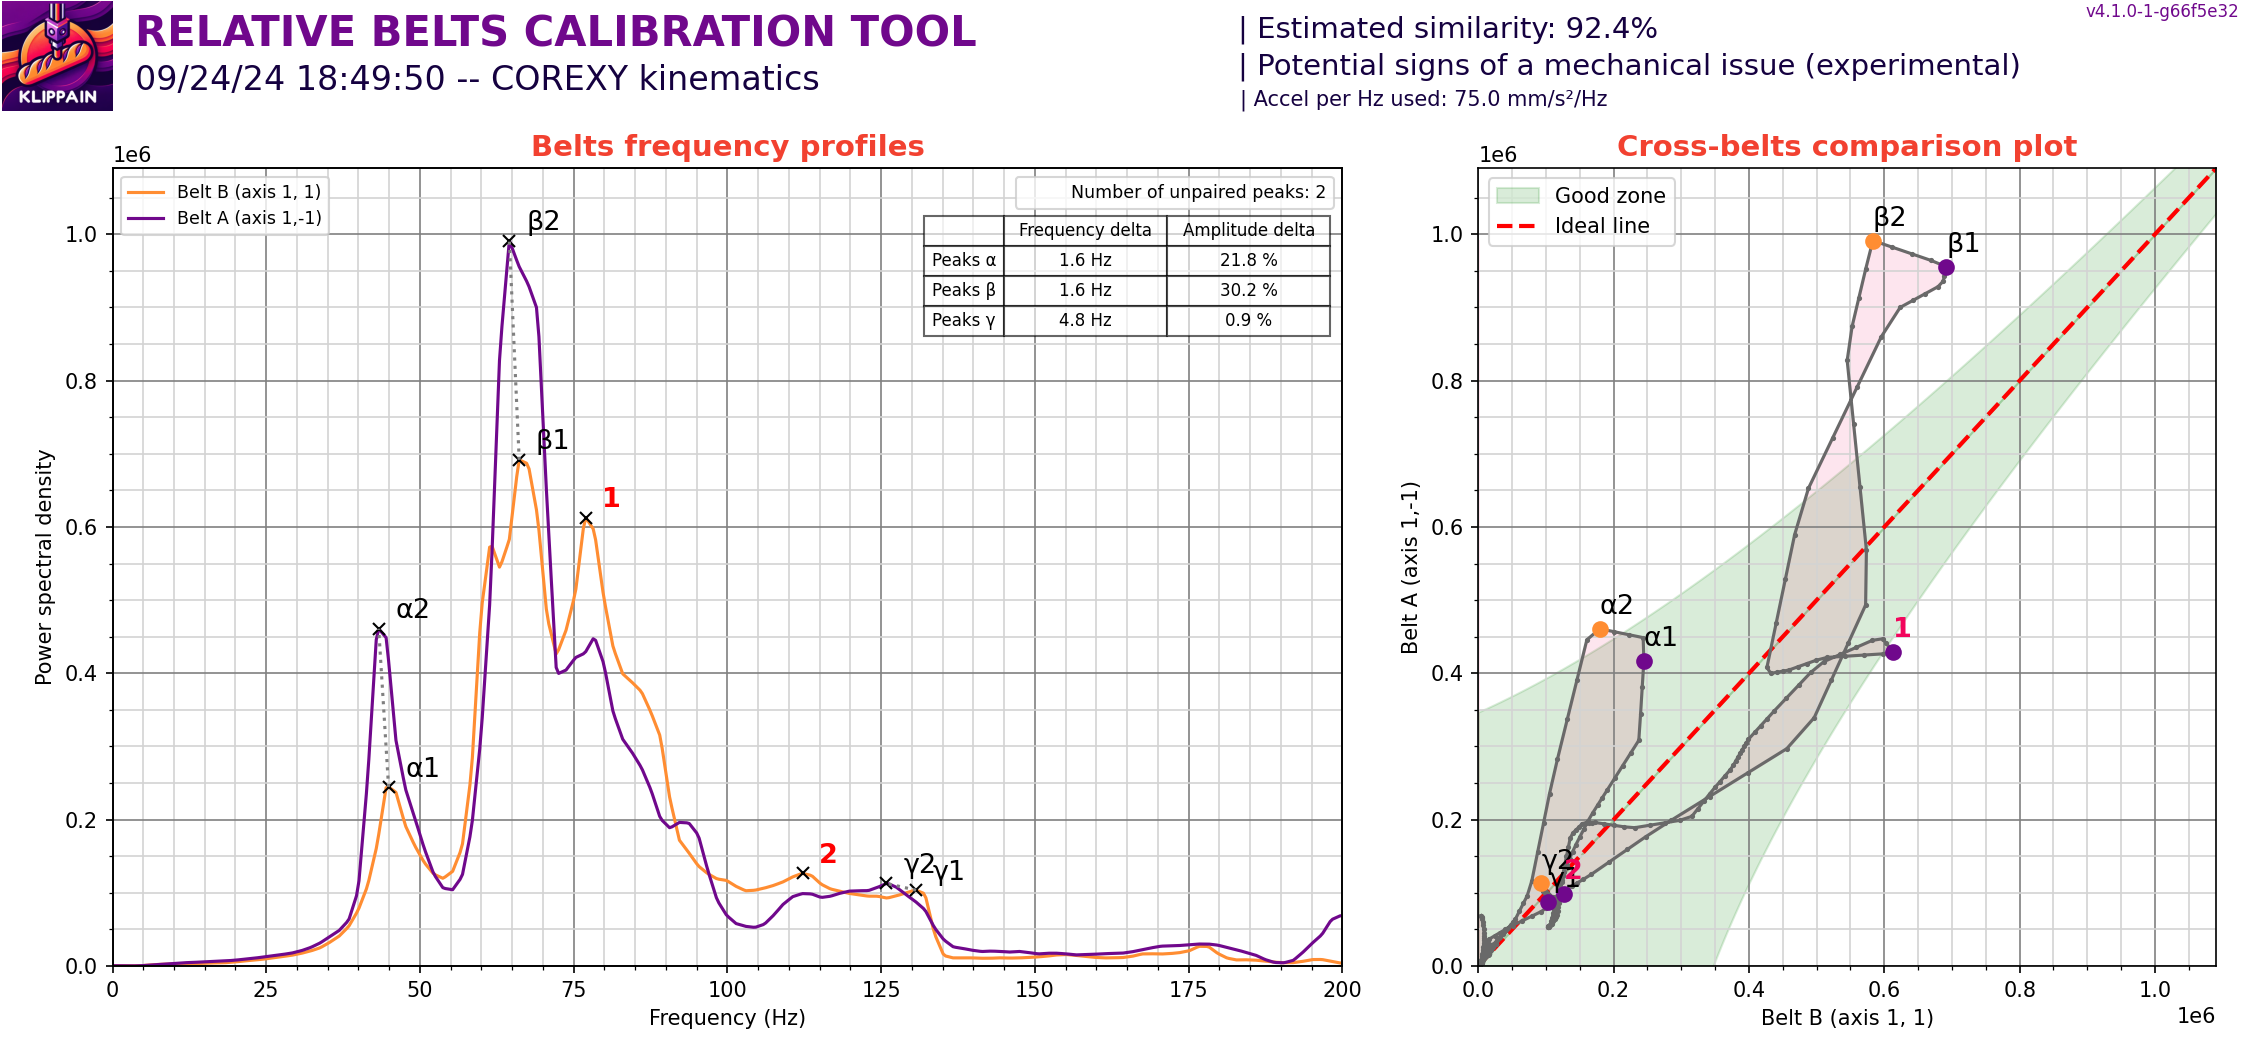 KLIPPAIN
RELATIVE BELTS CALIBRATION TOOL
09/24/24 18:49:50 -- COREXY kinematics
| Estimated similarity: 92.4%
| Potential signs of a mechanical issue (experimental)
| Accel per Hz used: 75.0 mm/s²/Hz
v4.1.0-1-g66f5e32
Belts frequency profiles
1e6
Belt B (axis 1, 1)
Belt A (axis 1,-1)
Number of unpaired peaks: 2
Frequency delta Amplitude delta
Peaks α 1.6 Hz 21.8 %
Peaks β 1.6 Hz 30.2 %
Peaks γ 4.8 Hz 0.9 %
β2
β1
1
α2
α1
2
γ2
γ1
1.0
0.8
0.6
0.4
0.2
0.0
Power spectral density
0 25 50 75 100 125 150 175 200
Frequency (Hz)
Cross-belts comparison plot
1e6
Good zone
Ideal line
β2
β1
α2
α1
1
γ2
2
γ1
1.0
0.8
0.6
0.4
0.2
0.0
Belt A (axis 1,-1)
0.0 0.2 0.4 0.6 0.8 1.0
Belt B (axis 1, 1)
1e6